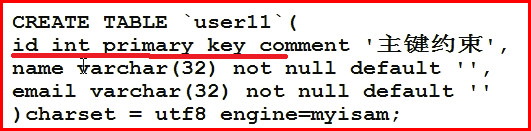 CREATE TABLE `user11`(
id int primary key comment '主键约束',
name varchar(32) not null default '',
email varchar(32) not null default ''
)charset = utf8 engine=myisam;